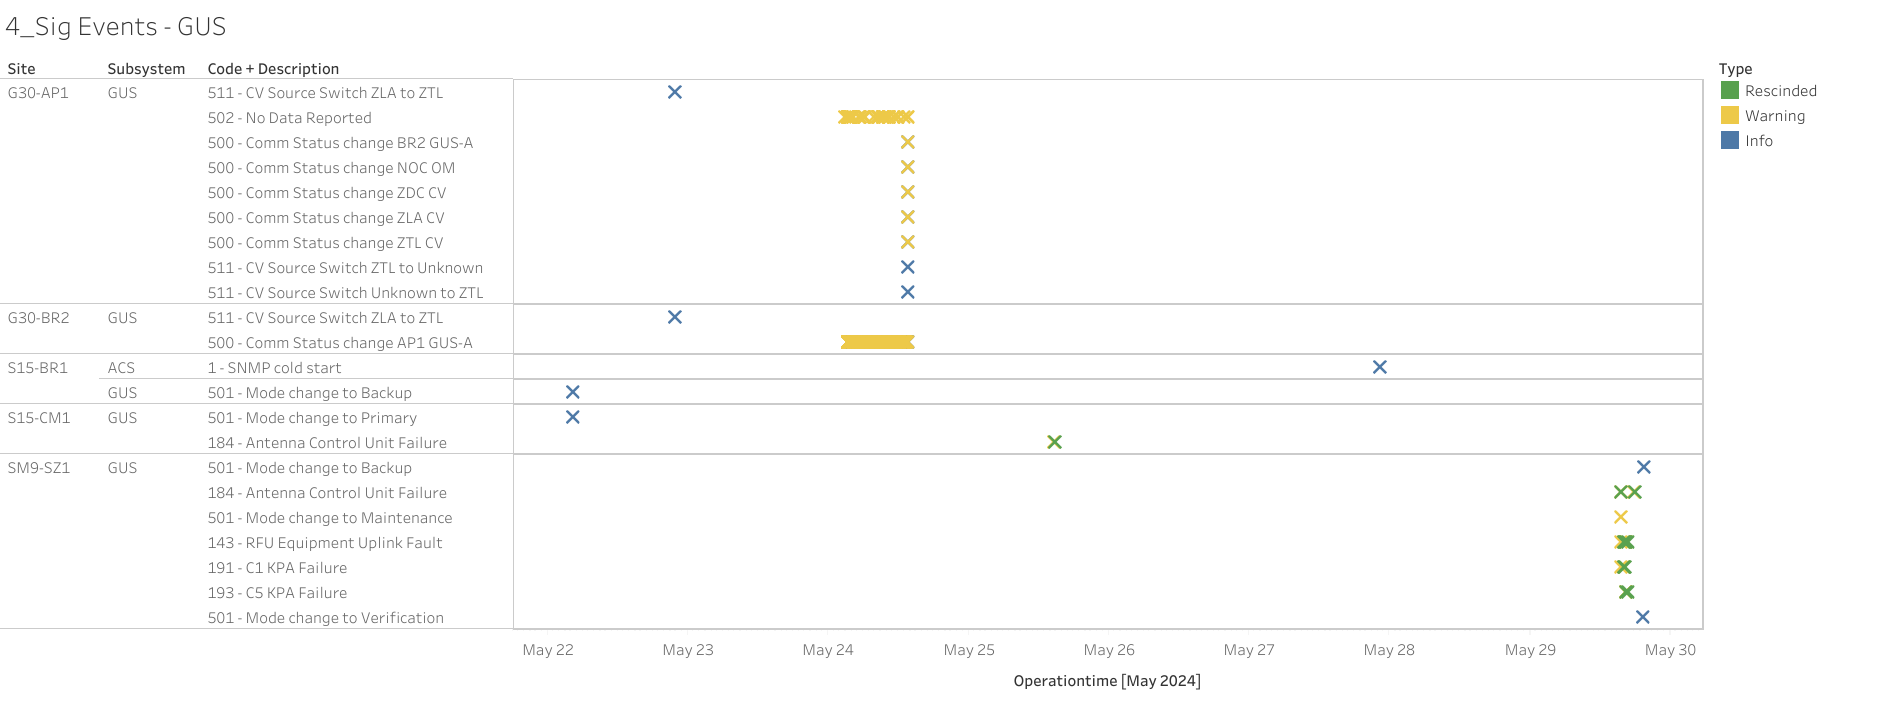 4_Sig Events - GUS
Site Subsystem Code + Description Type
G30-AP1 GUS 511 - CV Source Switch ZLA to ZTL Rescinded
502 - No Data Reported Warning
500 - Comm Status change BR2 GUS-A Info
500 - Comm Status change NOC OM
500 - Comm Status change ZDC CV
500 - Comm Status change ZLA CV
500 - Comm Status change ZTL CV
511 - CV Source Switch ZTL to Unknown
511 - CV Source Switch Unknown to ZTL
G30-BR2 GUS 511 - CV Source Switch ZLA to ZTL
500 - Comm Status change AP1 GUS-A
S15-BR1 ACS 1 - SNMP cold start
GUS 501 - Mode change to Backup
S15-CM1 GUS 501 - Mode change to Primary
184 - Antenna Control Unit Failure
SM9-SZ1 GUS 501 - Mode change to Backup
184 - Antenna Control Unit Failure
501 - Mode change to Maintenance
143 - RFU Equipment Uplink Fault
191 - C1 KPA Failure
193 - C5 KPA Failure
501 - Mode change to Verification
May 22 May 23 May 24 May 25 May 26 May 27 May 28 May 29 May 30
Operationtime [May 2024]